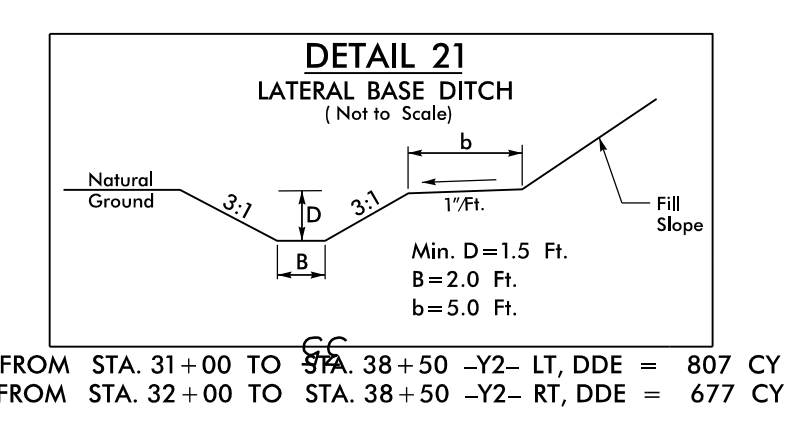 DETAIL 21
LATERAL BASE DITCH
( Not to Scale)
b
Natural
Ground
3:1
D
3:1
1"/Ft.
Fill
Slope
B
Min. D=1.5 Ft.
B=2.0 Ft.
b=5.0 Ft.
FROM STA. 31+00 TO STA. 38+50 -Y2- LT, DDE = 807 CY
FROM STA. 32+00 TO STA. 38+50 -Y2- RT, DDE = 677 CY